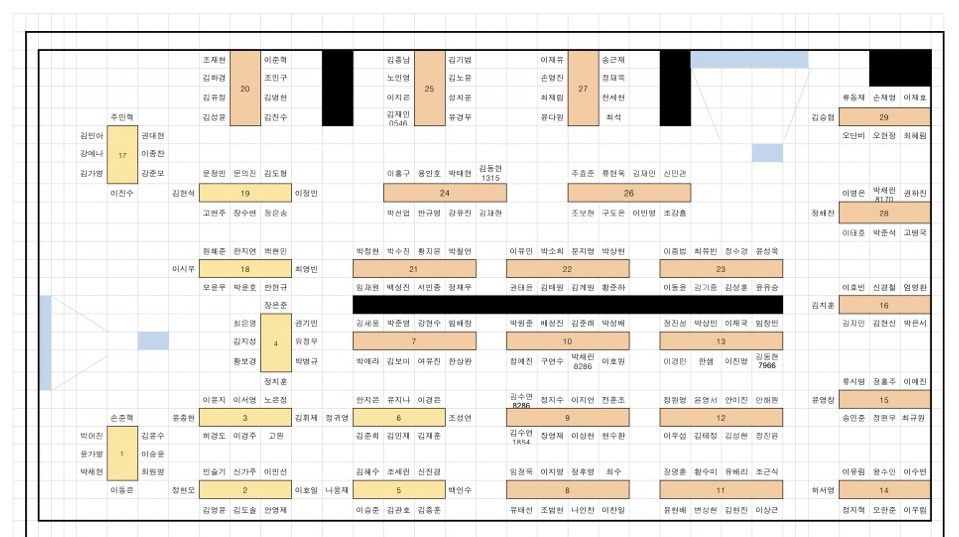 조재현 이준혁 김종남 김기범 이재유 송근재
김하경 20 조민구 노인영 25 김노윤 손명진 27 정재욱
김유정 김병현 이지은 성치운 최재림 전세현 류동재 손재영 이재호
김성윤 김진수 김재민 0546 유경우 윤다원 최석
주민혁 김승협 29
김민아 권대현 오단비 오현정 최혜림
강예나 17 이종찬
김가영 강준모 운정민 문의진 김도형 이홍구 용인호 박태현 김동현 1315 주효준 류현욱 김재민 신민관
이진수 김현석 19 이정민 24 26 이영은 박채린 8170 권하진
고현주 장수연 정은송 박선업 안규영 강유진 김재현 조보현 구도은 이민영 조강흠 정해찬 28
이태호 박준석 고병국
원혜준 한지연 백현민 박정현 박수진 황치윤 박철언 이유민 박소희 문지영 박상현 이종범 최유빈 정수경 윤성욱
이시우 18 최영빈 21 22 23
모윤우 박윤호 안현규 임채원 백성진 서민종 정재우 권태윤 김태원 김계원 황준하 이동윤 김기준 김성훈 윤유승 이효빈 신경철 엄영환
장은준 김지훈 16
최은영 권기민 김세움 박준영 강현수 임해창 박원준 배성진 김준래 박상배 정진성 박상민 이재국 임창민 김지민 김현신 박은서
김지섭 4 유정우 7 10 13
황보경 박병규 박예라 김보미 여유진 한상완 정예진 구연수 박채린 8286 이호원 이경민 한샘 이진영 김동현 7966
정지훈 류시명 정홍주 이예진
이윤지 이서영 노은정 안지은 유지나 이경은 김수연 8286 정지수 이지언 전훈조 정원영 윤영서 안미진 안해원 윤영창 15
손준혁 윤종현 3 김휘제 정귀영 6 조성연 9 12 송민준 정원우 최규원
박어진 김윤수 허경도 이경주 고원 김준희 김민재 김재훈 김수연 1854 장영재 이상현 현수환 이우섭 김태정 김성현 정진윤
윤가영 1 이승윤
박재현 최원영 민슬기 신가주 이민선 김혜수 조세린 신진경 임정욱 이지영 정후영 최수 장명훈 황수미 유해리 조근식 이유림 왕수인 이수연
이동은 정현모 2 이호일 나웅재 5 백인수 8 11 허서영 14
김영윤 김도솔 안영제 이승준 김관호 김종훈 유태선 조범현 나인찬 이찬일 윤현배 변상현 김현진 이상근 정지혁 모한준 이우림